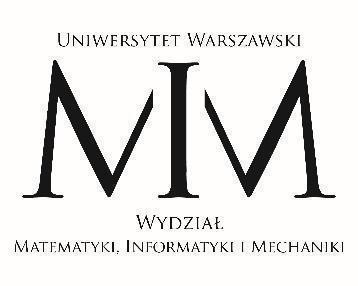 Uniwersytet Warszawski
MIM
Wydział
Matematyki, Informatyki i Mechaniki